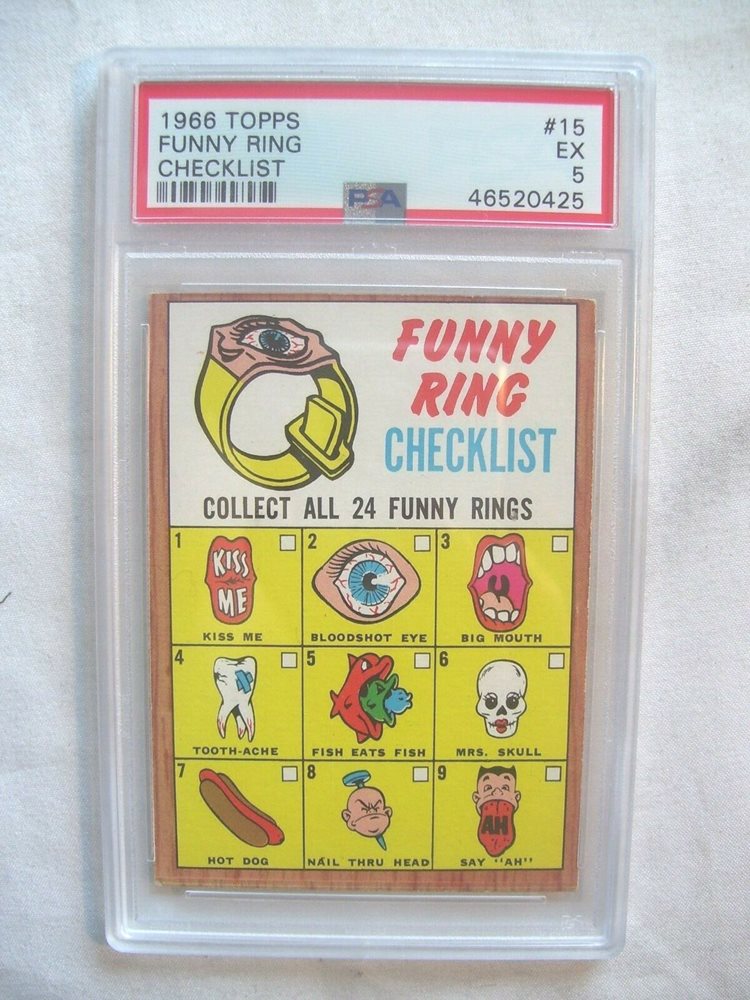 1966 TOPPS #15
FUNNY RING EX
CHECKLIST 5
PSA 46520425
FUNNY
RING
CHECKLIST
COLLECT ALL 24 FUNNY RINGS
1 2 3
KISS
ME
KISS ME BLOODSHOT EYE BIG MOUTH
4 5 6
TOOTH-ACHE FISH EATS FISH MRS. SKULL
7 8 9
AH
HOT DOG NAIL THRU HEAD SAY "AH"